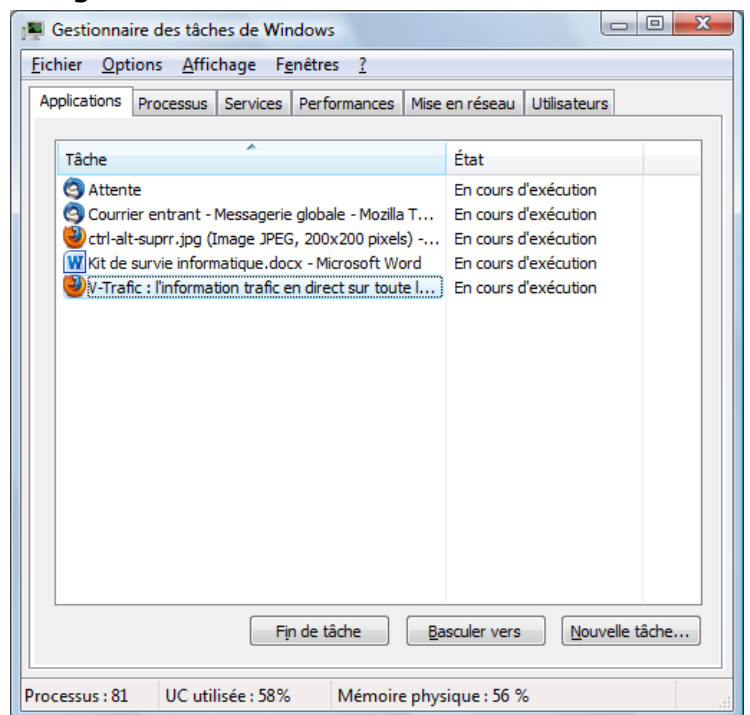 Gestionnaire des tâches de Windows
Fichier Options Affichage Fenêtres ?
Applications Processus Services Performances Mise en réseau Utilisateurs
Tâche État
Attente En cours d'exécution
Courrier entrant - Messagerie globale - Mozilla T... En cours d'exécution
ctrl-alt-suprr.jpg (Image JPEG, 200x200 pixels) -... En cours d'exécution
Kit de survie informatique.docx - Microsoft Word En cours d'exécution
V-Trafic : l'information trafic en direct sur toute l... En cours d'exécution
Fin de tâche Basculer vers Nouvelle tâche...
Processus : 81 UC utilisée : 58% Mémoire physique : 56 %